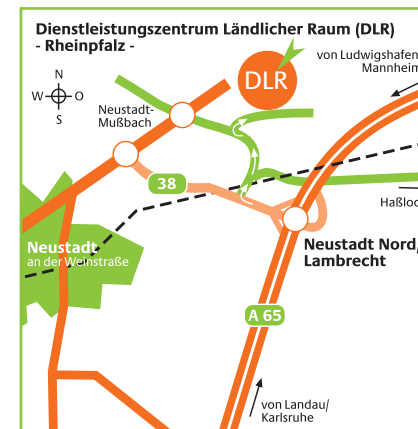 Dienstleistungszentrum Ländlicher Raum (DLR)
- Rheinpfalz -
von Ludwigshafen
Mannheim
DLR
N
W O
S
Neustadt-
Mußbach
38
Haßloc
Neustadt
an der Weinstraße
Neustadt Nord/
Lambrecht
A 65
von Landau/
Karlsruhe